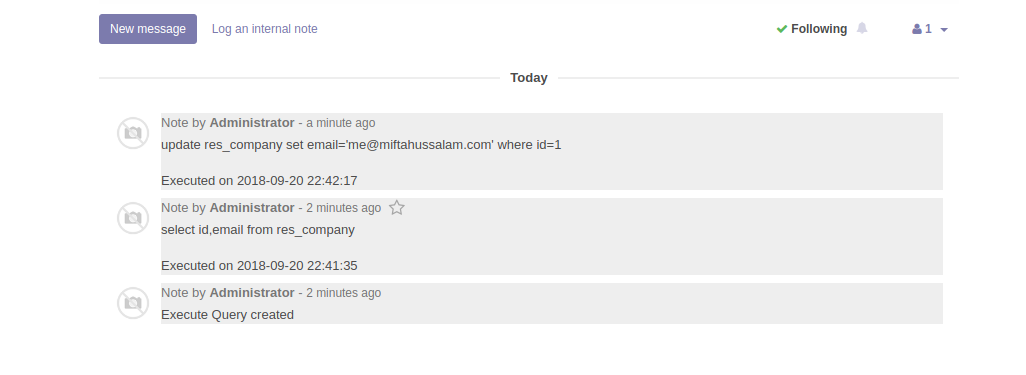 New message Log an internal note Following 1
Today
Note by Administrator - a minute ago
update res_company set email='me@miftahussalam.com' where id=1
Executed on 2018-09-20 22:42:17
Note by Administrator - 2 minutes ago
select id,email from res_company
Executed on 2018-09-20 22:41:35
Note by Administrator - 2 minutes ago
Execute Query created